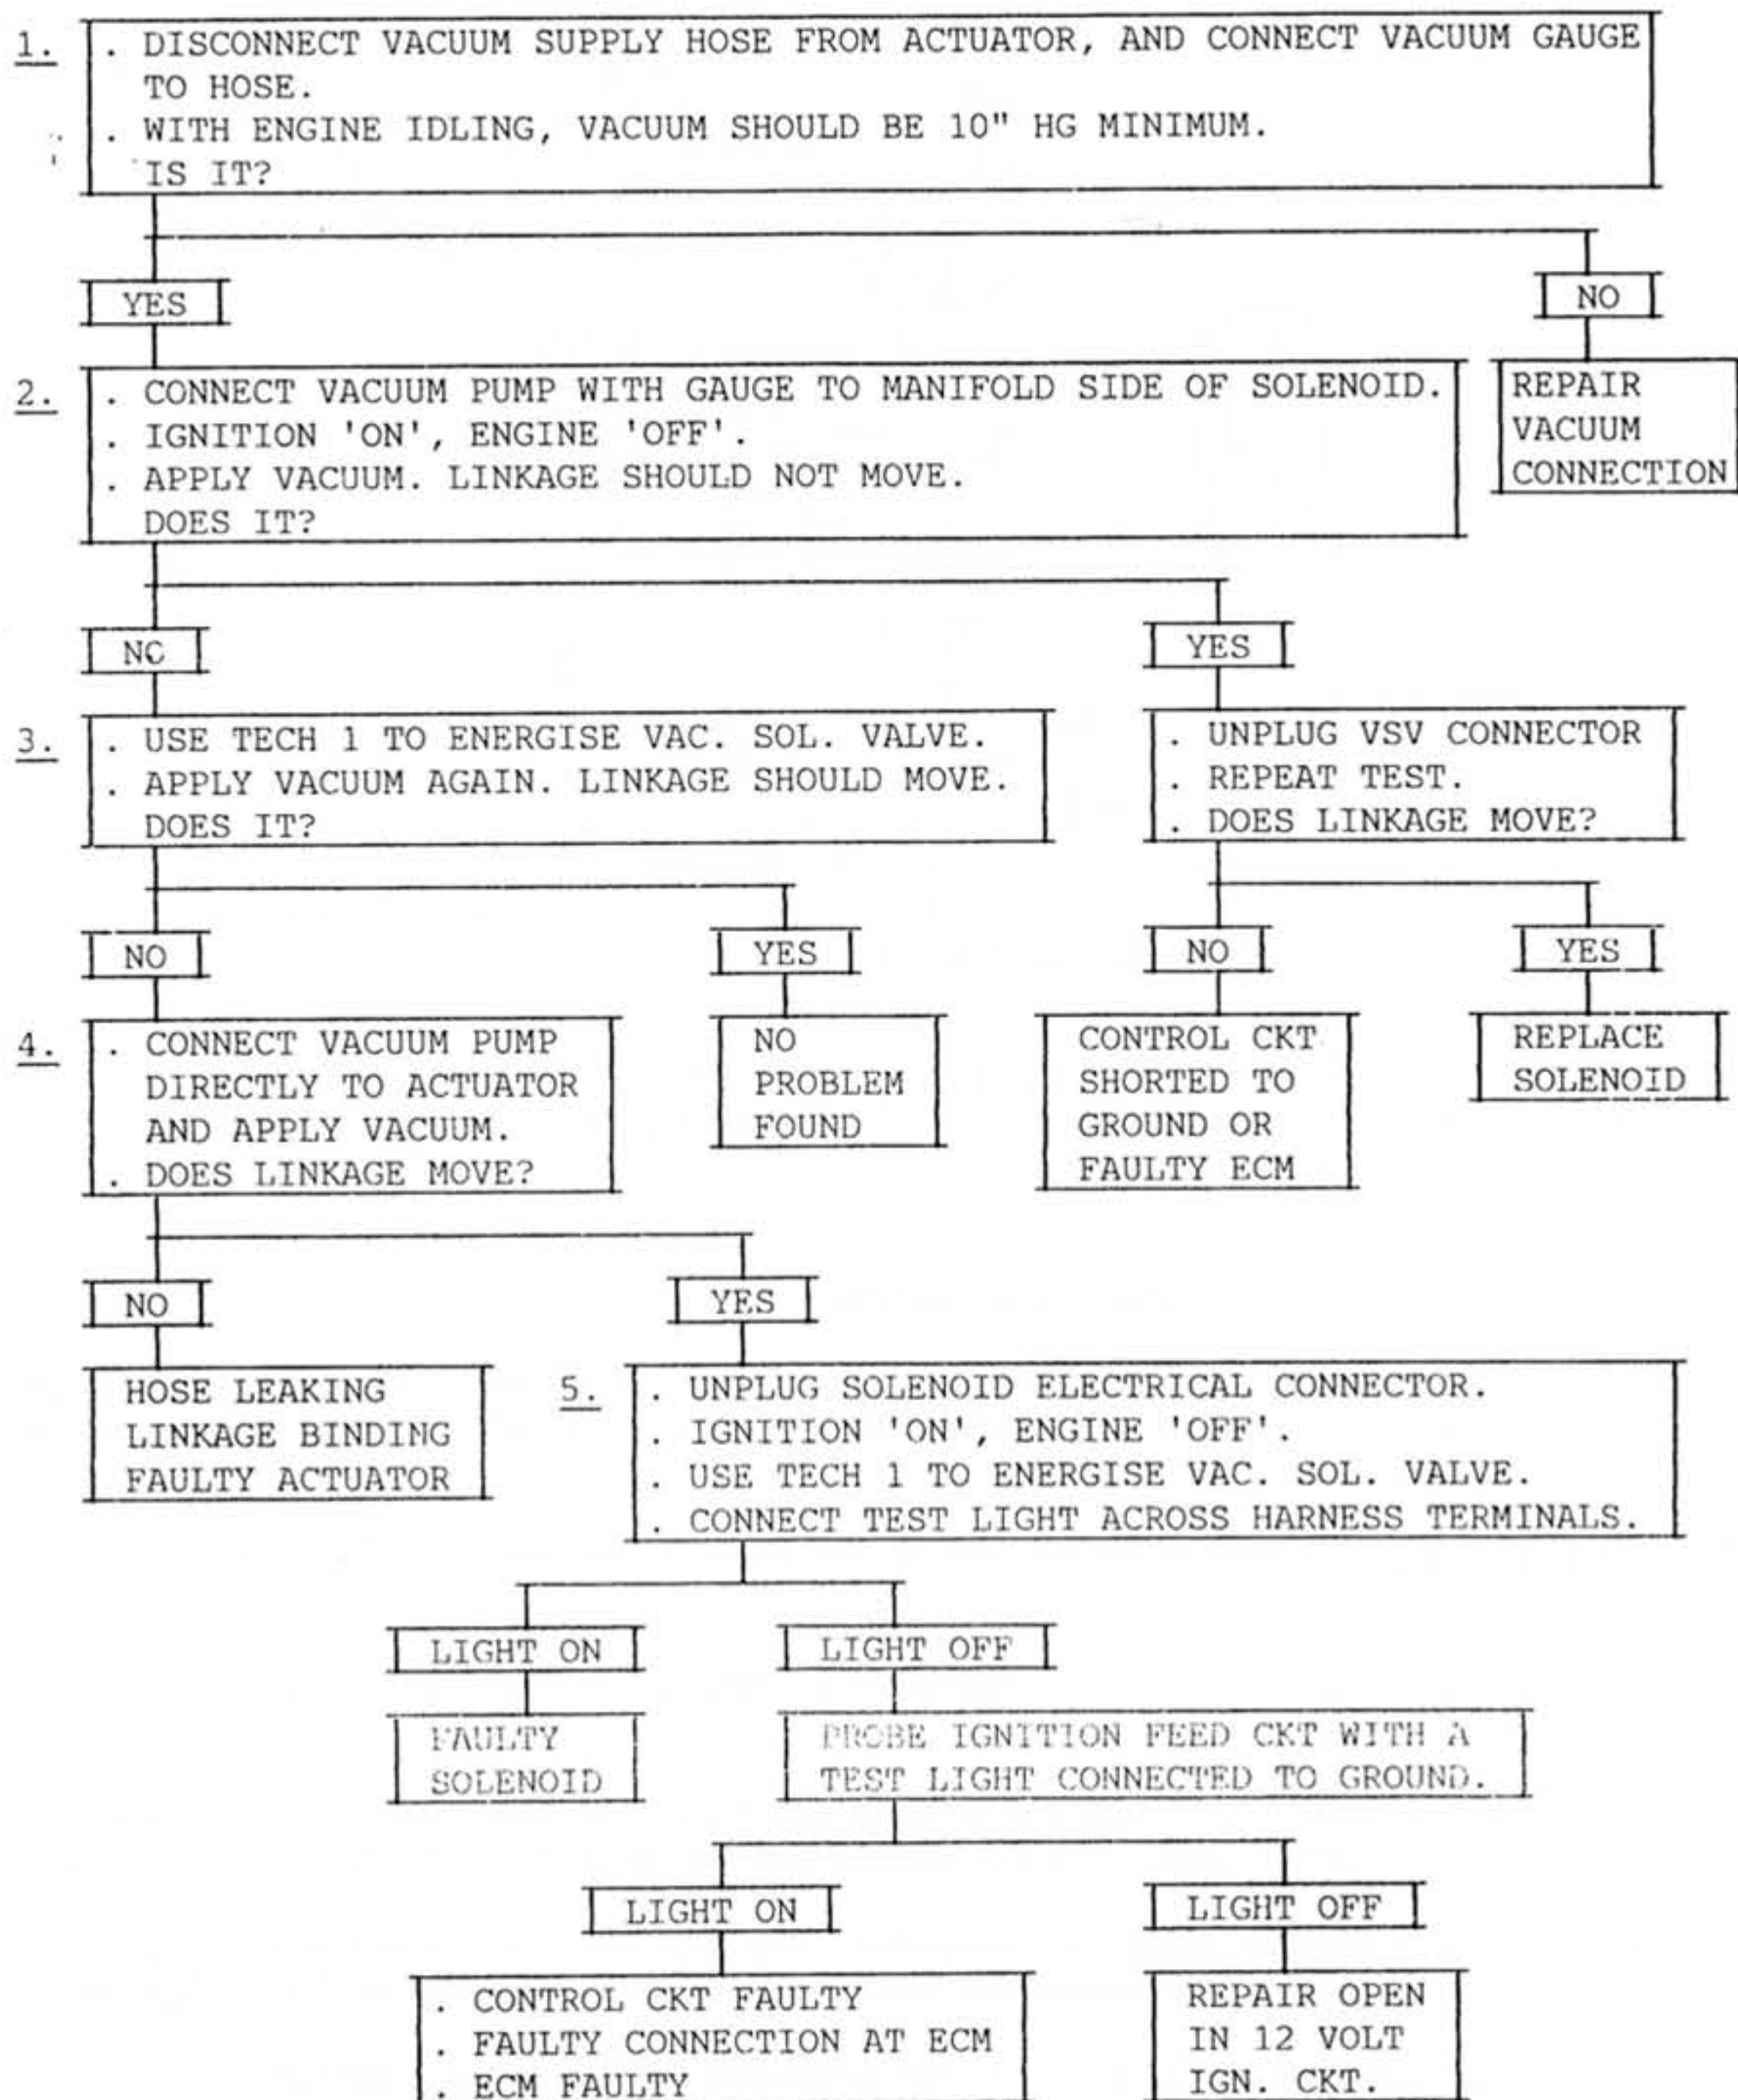 1.
. DISCONNECT VACUUM SUPPLY HOSE FROM ACTUATOR, AND CONNECT VACUUM GAUGE
TO HOSE.
. WITH ENGINE IDLING, VACUUM SHOULD BE 10" HG MINIMUM.
IS IT?
YES
NO
2.
. CONNECT VACUUM PUMP WITH GAUGE TO MANIFOLD SIDE OF SOLENOID.
. IGNITION 'ON', ENGINE 'OFF'.
. APPLY VACUUM. LINKAGE SHOULD NOT MOVE.
DOES IT?
REPAIR
VACUUM
CONNECTION
NO
YES
3.
. USE TECH 1 TO ENERGISE VAC. SOL. VALVE.
. APPLY VACUUM AGAIN. LINKAGE SHOULD MOVE.
DOES IT?
. UNPLUG VSV CONNECTOR
. REPEAT TEST.
. DOES LINKAGE MOVE?
NO
YES
NO
YES
4.
. CONNECT VACUUM PUMP
DIRECTLY TO ACTUATOR
AND APPLY VACUUM.
. DOES LINKAGE MOVE?
NO
PROBLEM
FOUND
CONTROL CKT
SHORTED TO
GROUND OR
FAULTY ECM
REPLACE
SOLENOID
NO
YES
HOSE LEAKING
LINKAGE BINDING
FAULTY ACTUATOR
5.
. UNPLUG SOLENOID ELECTRICAL CONNECTOR.
. IGNITION 'ON', ENGINE 'OFF'.
. USE TECH 1 TO ENERGISE VAC. SOL. VALVE.
. CONNECT TEST LIGHT ACROSS HARNESS TERMINALS.
LIGHT ON
LIGHT OFF
FAULTY
SOLENOID
PROBE IGNITION FEED CKT WITH A
TEST LIGHT CONNECTED TO GROUND.
LIGHT ON
LIGHT OFF
. CONTROL CKT FAULTY
. FAULTY CONNECTION AT ECM
. ECM FAULTY
REPAIR OPEN
IN 12 VOLT
IGN. CKT.